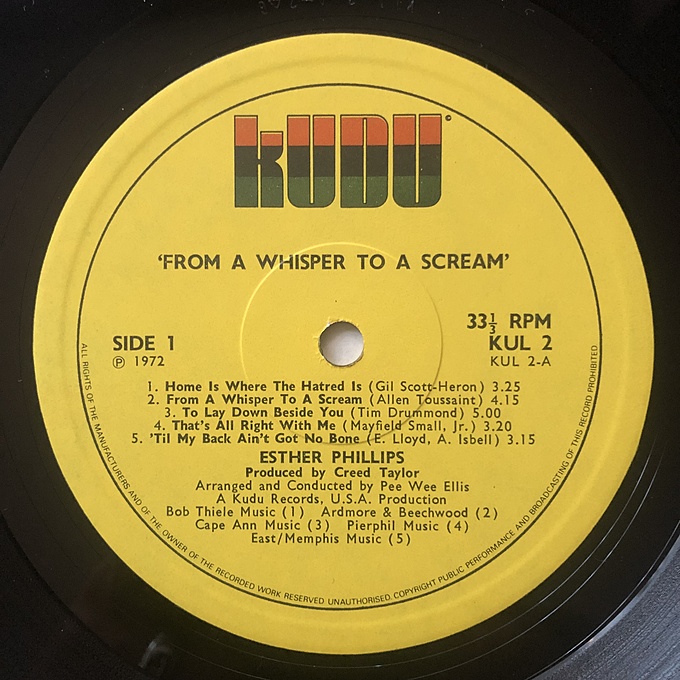 KUDU
'FROM A WHISPER TO A SCREAM'
33⅓ RPM
SIDE 1 KUL 2
℗ 1972 KUL 2-A
1. Home Is Where The Hatred Is (Gil Scott-Heron) 3.25
2. From A Whisper To A Scream (Allen Toussaint) 4.15
3. To Lay Down Beside You (Tim Drummond) 5.00
4. That's All Right With Me (Mayfield Small, Jr.) 3.20
5. 'Til My Back Ain't Got No Bone (E. Lloyd, A. Isbell) 3.15
ESTHER PHILLIPS
Produced by Creed Taylor
Arranged and Conducted by Pee Wee Ellis
A Kudu Records, U.S.A. Production
Bob Thiele Music (1) Ardmore & Beechwood (2)
Cape Ann Music (3) Pierphil Music (4)
East/Memphis Music (5)
ALL RIGHTS OF THE MANUFACTURERS AND OF THE OWNER OF THE RECORDED WORK RESERVED UNAUTHORISED. COPYRIGHT PUBLIC PERFORMANCE AND BROADCASTING OF THIS RECORD PROHIBITED